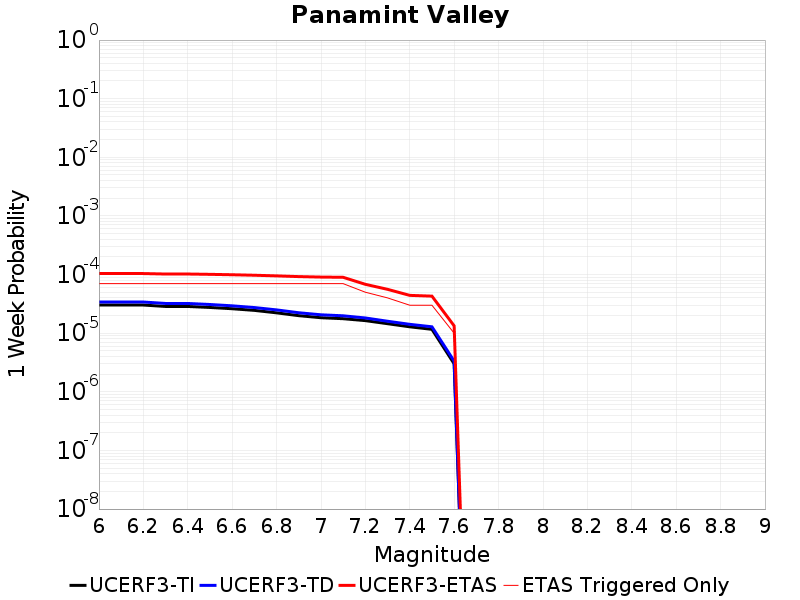 Panamint Valley
10^0
10^-1
10^-2
10^-3
10^-4
10^-5
10^-6
10^-7
10^-8
1 Week Probability
6 6.2 6.4 6.6 6.8 7 7.2 7.4 7.6 7.8 8 8.2 8.4 8.6 8.8 9
Magnitude
UCERF3-TI UCERF3-TD UCERF3-ETAS ETAS Triggered Only